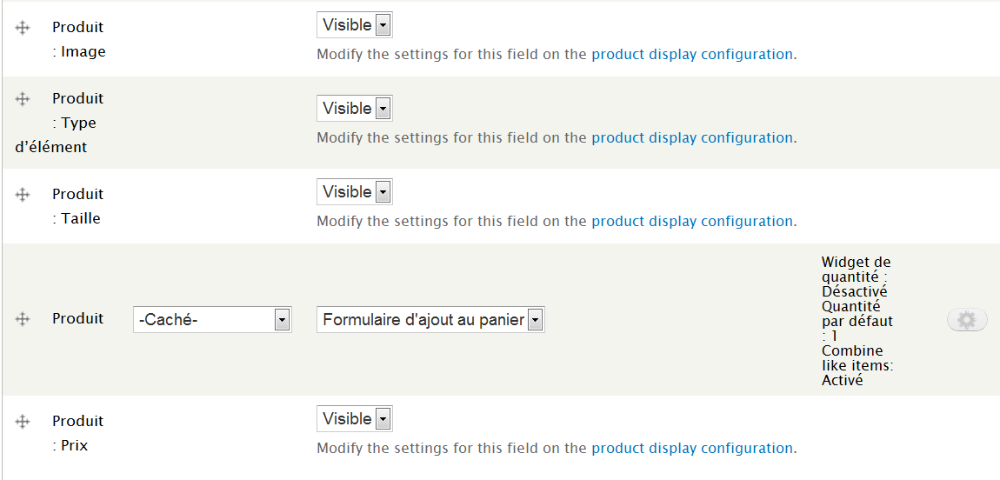 Produit
: Image
Visible
Modify the settings for this field on the product display configuration.
Produit
: Type
d'élément
Visible
Modify the settings for this field on the product display configuration.
Produit
: Taille
Visible
Modify the settings for this field on the product display configuration.
Produit
-Caché-
Formulaire d'ajout au panier
Widget de
quantité :
Désactivé
Quantité
par défaut
: 1
Combine
like items:
Activé
Produit
: Prix
Visible
Modify the settings for this field on the product display configuration.